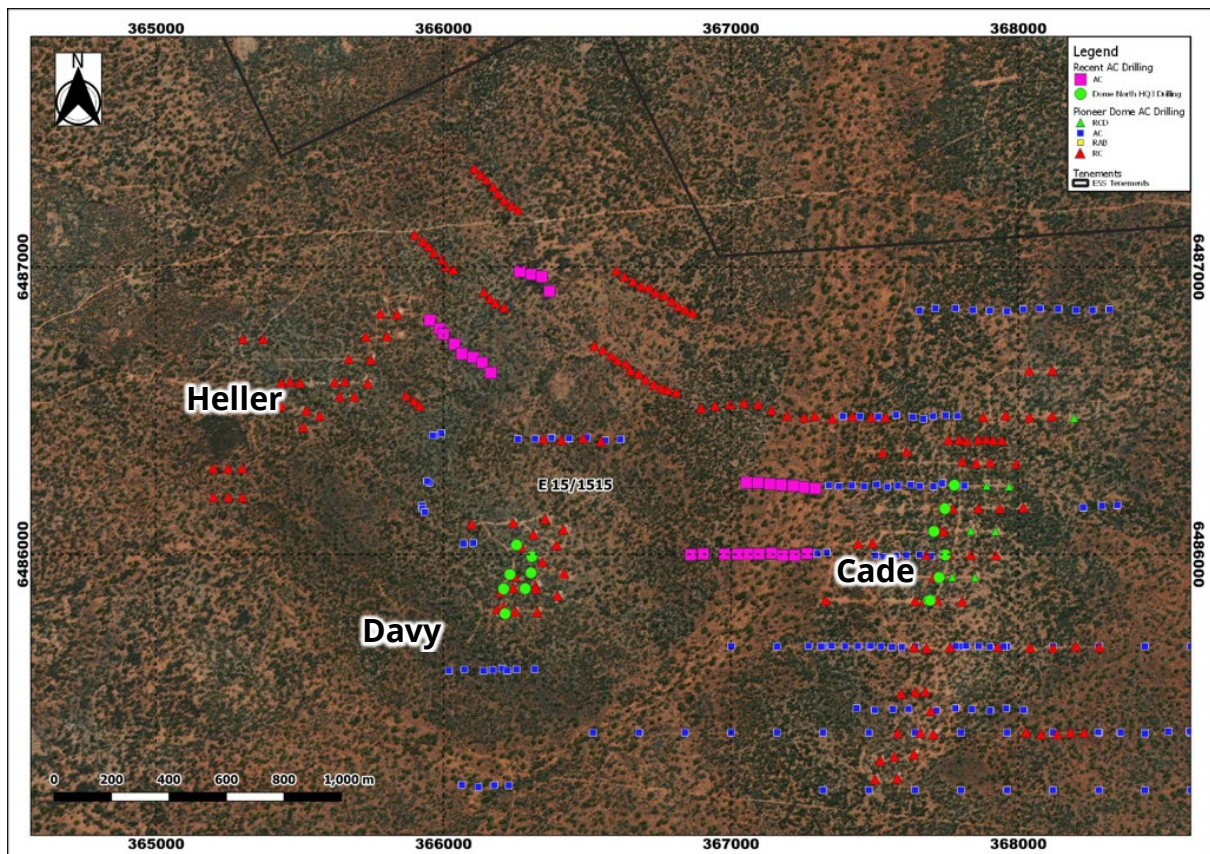 365000
366000
367000
368000
N
Legend
Recent AC Drilling
AC
Dome North HQ3 Drilling
Pioneer Dome AC Drilling
RCD
AC
RAB
RC
Tenements
ESS Tenements
6487000
6487000
Heller
E 15/1515
6486000
6486000
Cade
Davy
0 200 400 600 800 1,000 m
365000
366000
367000
368000